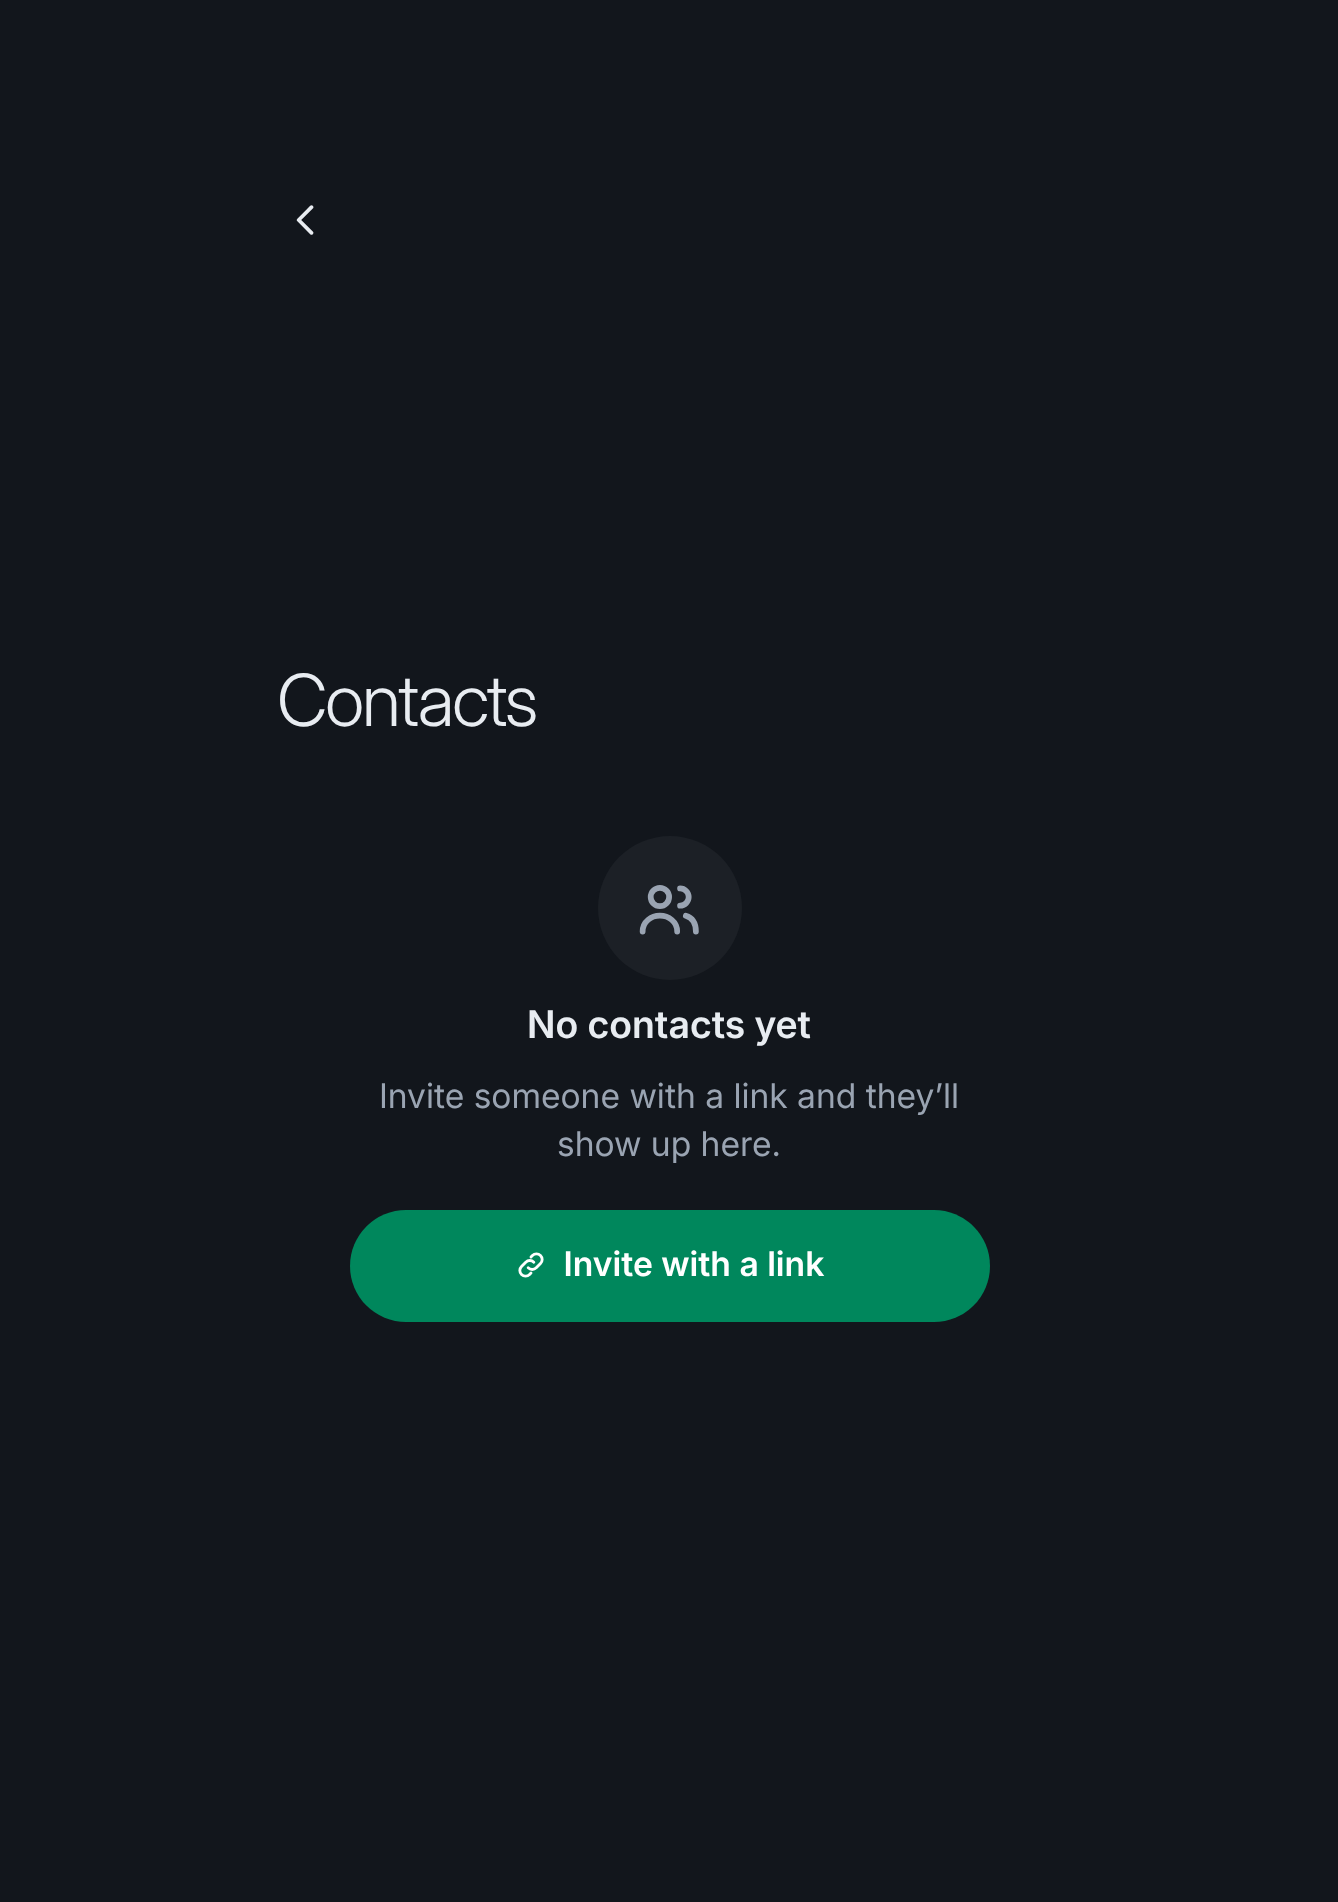 Contacts
No contacts yet
Invite someone with a link and they’ll
show up here.
Invite with a link